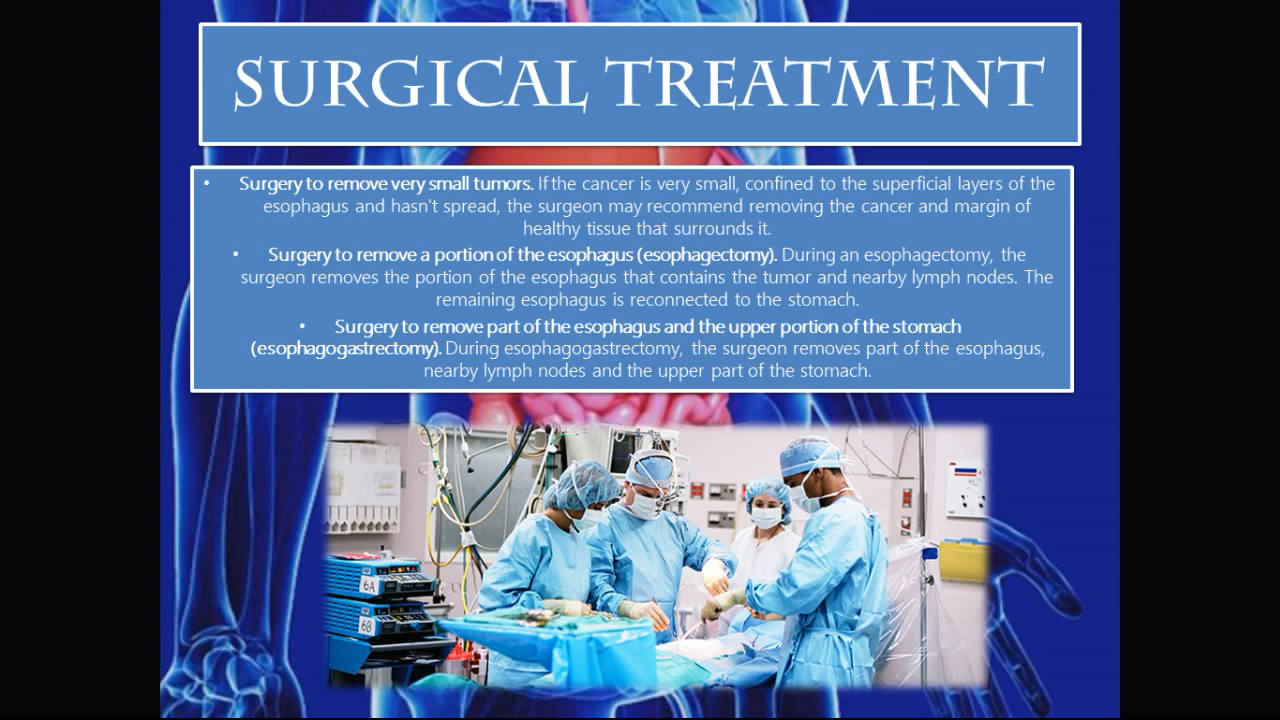 SURGICAL TREATMENT
• Surgery to remove very small tumors. If the cancer is very small, confined to the superficial layers of the
esophagus and hasn't spread, the surgeon may recommend removing the cancer and margin of
healthy tissue that surrounds it.
• Surgery to remove a portion of the esophagus (esophagectomy). During an esophagectomy, the
surgeon removes the portion of the esophagus that contains the tumor and nearby lymph nodes. The
remaining esophagus is reconnected to the stomach.
• Surgery to remove part of the esophagus and the upper portion of the stomach
(esophagogastrectomy). During esophagogastrectomy, the surgeon removes part of the esophagus,
nearby lymph nodes and the upper part of the stomach.
6A
6B